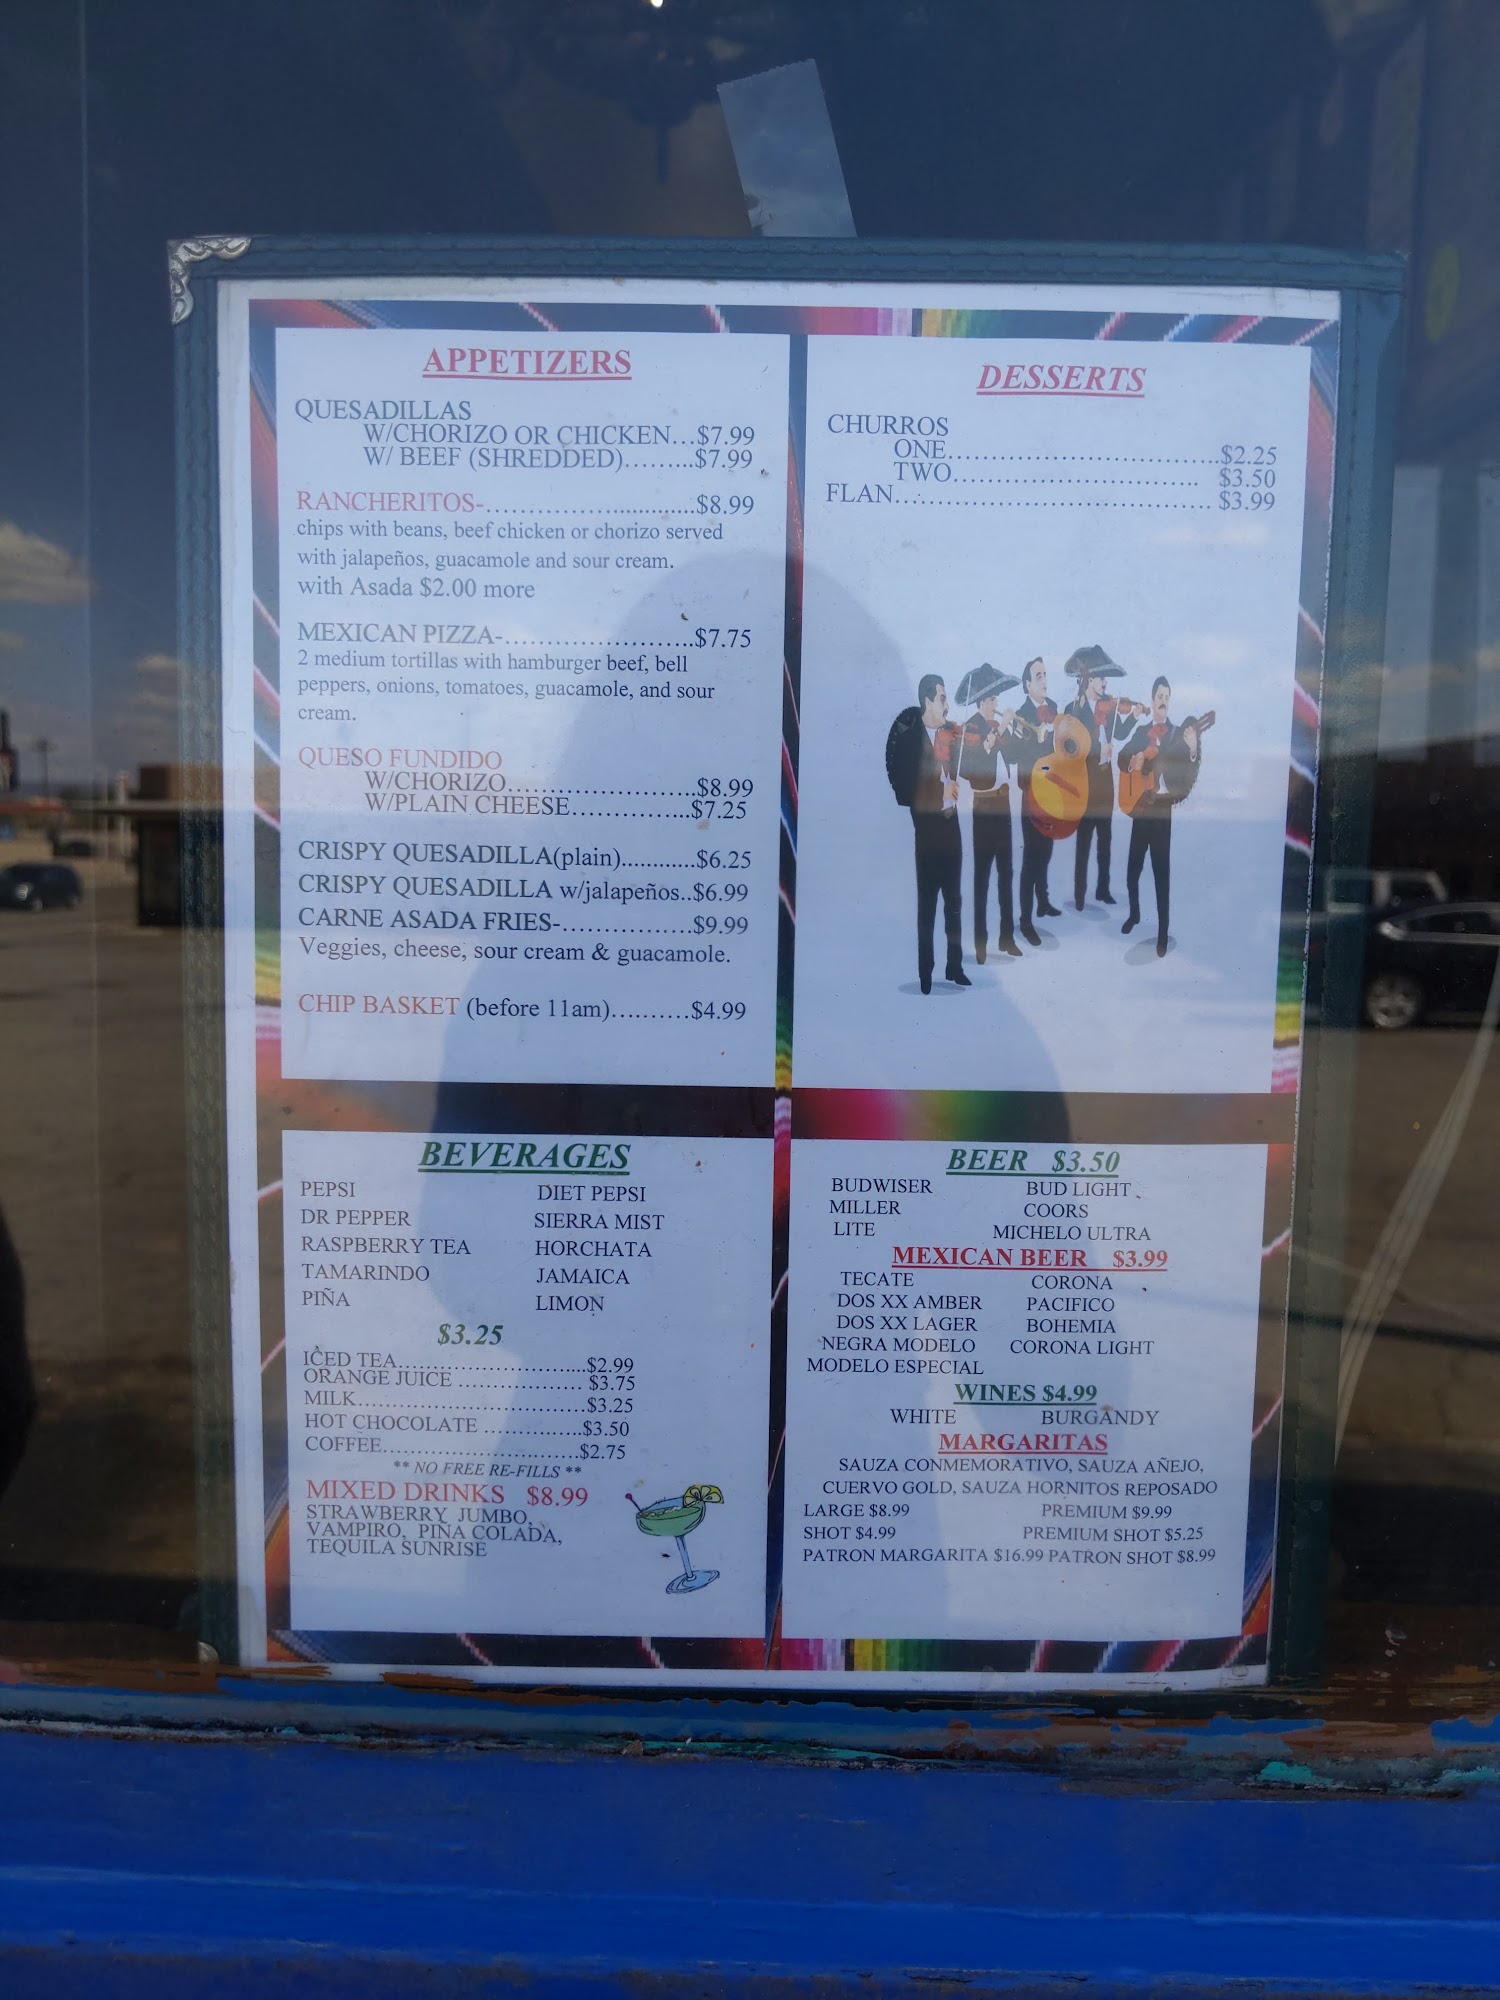 APPETIZERS
QUESADILLAS
W/CHORIZO OR CHICKEN...$7.99
W/ BEEF (SHREDDED).........$7.99
RANCHERITOS-..............................$8.99
chips with beans, beef chicken or chorizo served
with jalapeños, guacamole and sour cream.
with Asada $2.00 more
MEXICAN PIZZA-........................$7.75
2 medium tortillas with hamburger beef, bell
peppers, onions, tomatoes, guacamole, and sour
cream.
QUESO FUNDIDO
W/CHORIZO........................$8.99
W/PLAIN CHEESE...............$7.25
CRISPY QUESADILLA(plain)............$6.25
CRISPY QUESADILLA w/jalapeños..$6.99
CARNE ASADA FRIES-.................$9.99
Veggies, cheese, sour cream & guacamole.
CHIP BASKET (before 11am)..........$4.99
DESSERTS
CHURROS
ONE...............................$2.25
TWO............................ $3.50
FLAN.................................... $3.99
BEVERAGES
PEPSI DIET PEPSI
DR PEPPER SIERRA MIST
RASPBERRY TEA HORCHATA
TAMARINDO JAMAICA
PIÑA LIMON
$3.25
ICED TEA...........................$2.99
ORANGE JUICE .................. $3.75
MILK.................................$3.25
HOT CHOCOLATE ...............$3.50
COFFEE............................$2.75
** NO FREE RE-FILLS **
MIXED DRINKS $8.99
STRAWBERRY JUMBO,
VAMPIRO, PIÑA COLADA,
TEQUILA SUNRISE
BEER $3.50
BUDWISER BUD LIGHT
MILLER COORS
LITE MICHELO ULTRA
MEXICAN BEER $3.99
TECATE CORONA
DOS XX AMBER PACIFICO
DOS XX LAGER BOHEMIA
NEGRA MODELO CORONA LIGHT
MODELO ESPECIAL
WINES $4.99
WHITE BURGANDY
MARGARITAS
SAUZA CONMEMORATIVO, SAUZA AÑEJO,
CUERVO GOLD, SAUZA HORNITOS REPOSADO
LARGE $8.99 PREMIUM $9.99
SHOT $4.99 PREMIUM SHOT $5.25
PATRON MARGARITA $16.99 PATRON SHOT $8.99